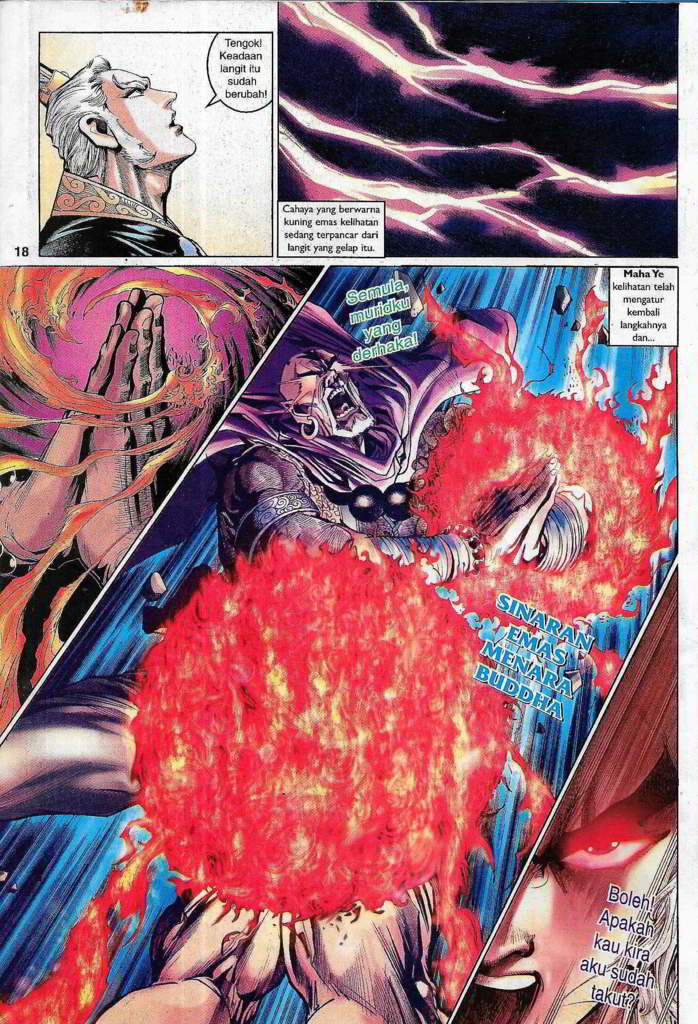 Tengok!
Keadaan
langit itu
sudah
berubah!
Cahaya yang berwarna
kuning emas kelihatan
sedang terpancar dari
langit yang gelap itu.
18
Maha Ye
kelihatan telah
mengatur
kembali
langkahnya
dan...
Semula,
muridku
yang
derhaka!
SINARAN
EMAS
MENARA
BUDDHA
Boleh!
Apakah
kau kira
aku sudah
takut?